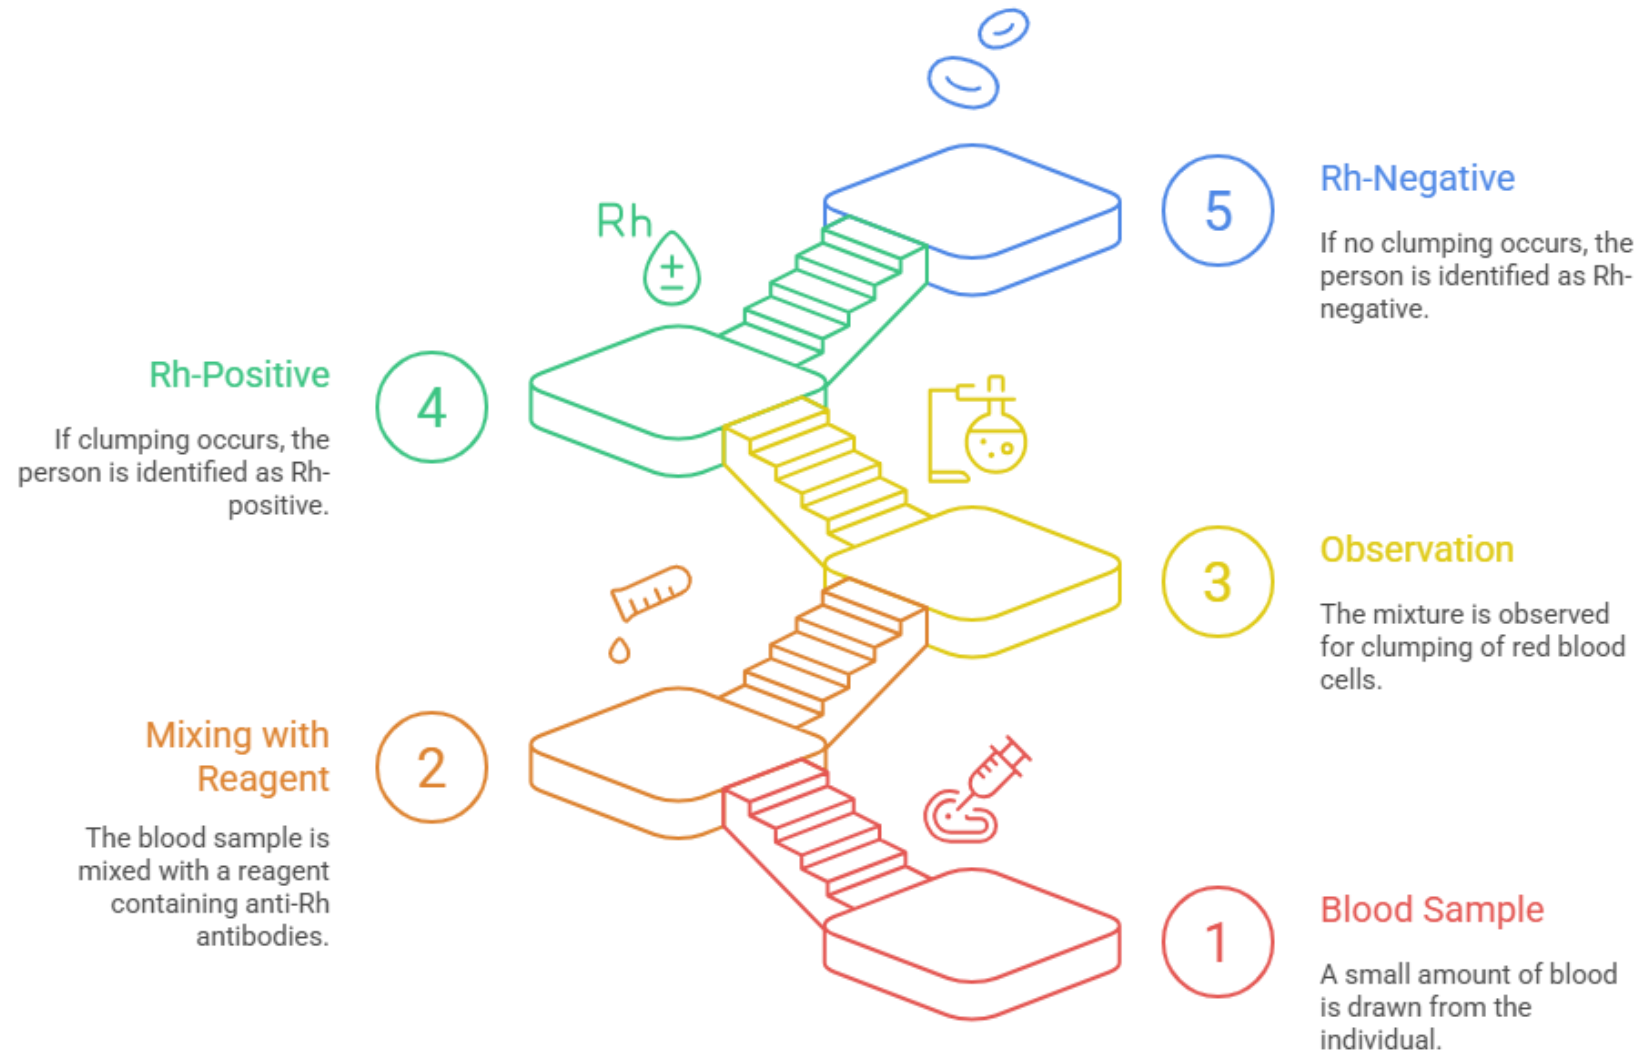 Rh
+
−
5
Rh-Negative
If no clumping occurs, the
person is identified as Rh-
negative.
Rh-Positive
4
If clumping occurs, the
person is identified as Rh-
positive.
3
Observation
The mixture is observed
for clumping of red blood
cells.
Mixing with
Reagent
2
The blood sample is
mixed with a reagent
containing anti-Rh
antibodies.
1
Blood Sample
A small amount of blood
is drawn from the
individual.